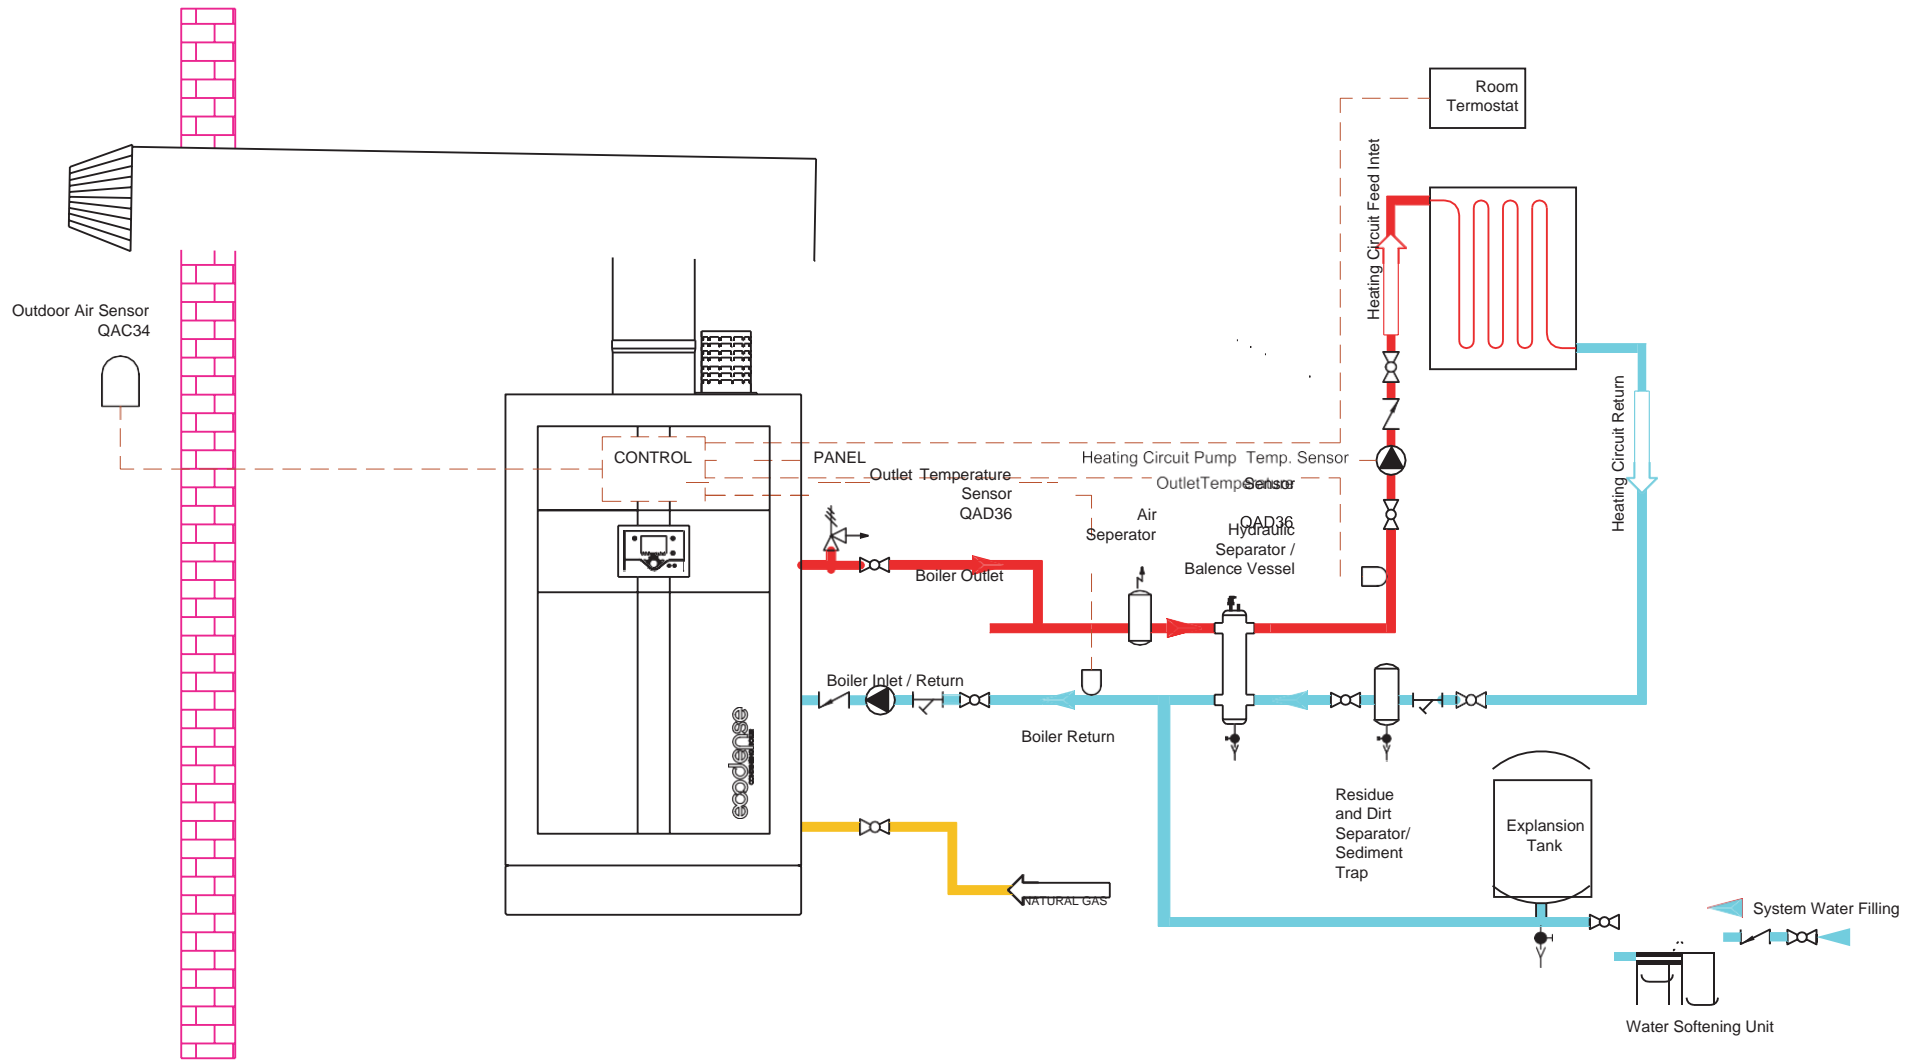 Room
Termostat
Heating Circuit Feed Intet
Outdoor Air Sensor
QAC34
Heating Circuit Return
CONTROL
PANEL
Heating Circuit Pump Temp. Sensor
Outlet Temperature
Sensor
QAD36
OutletTemperature
Sensor
QAD36
Air
Seperator
Hydraulic
Separator /
Balence Vessel
Boiler Outlet
Boiler Inlet / Return
Boiler Return
ecodense
Residue
and Dirt
Separator/
Sediment
Trap
Explansion
Tank
NATURAL GAS
System Water Filling
Water Softening Unit